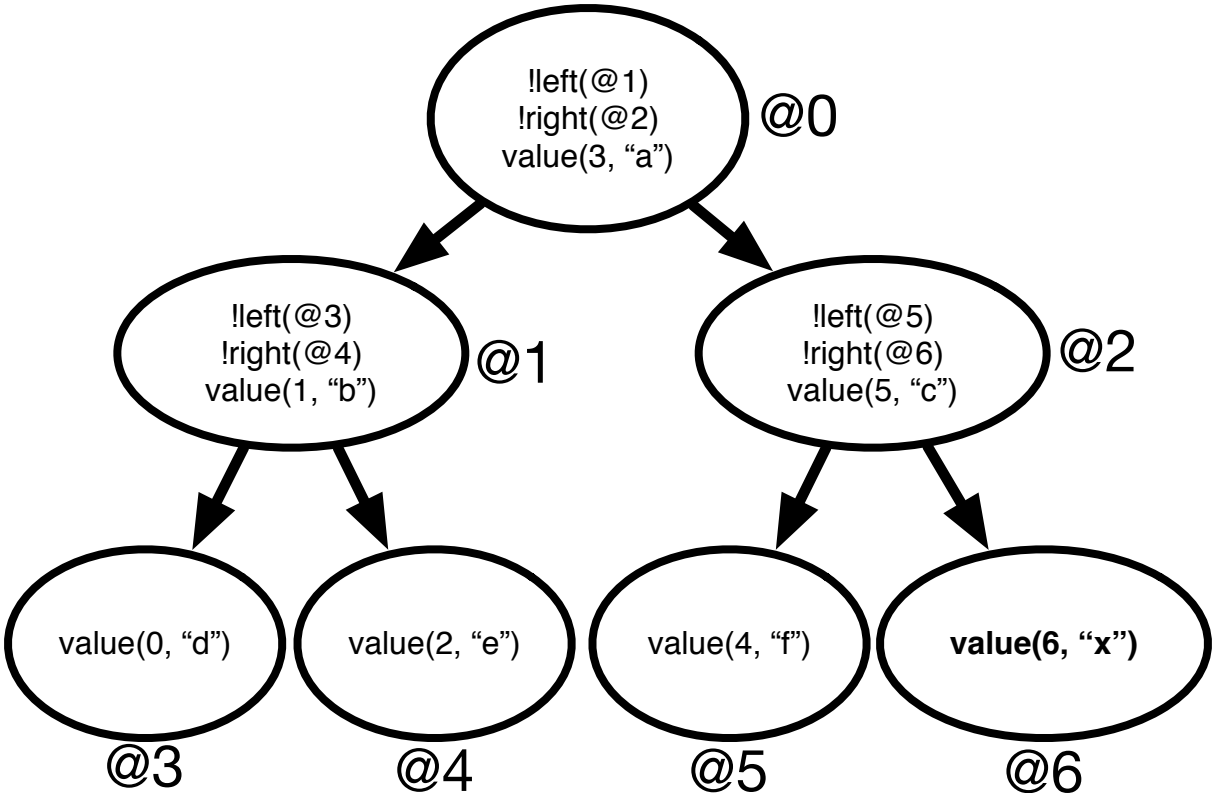 !left(@1)
!right(@2)
value(3, “a”)
@0
!left(@3)
!right(@4)
value(1, “b”)
@1
!left(@5)
!right(@6)
value(5, “c”)
@2
value(0, “d”)
@3
value(2, “e”)
@4
value(4, “f”)
@5
value(6, “x”)
@6